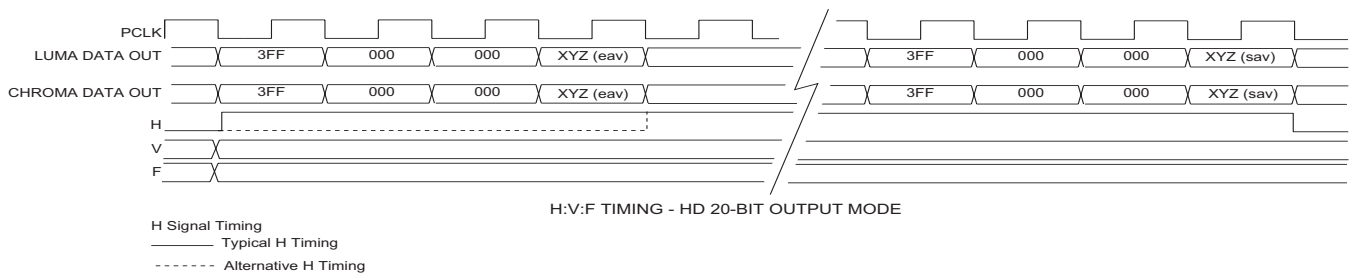 PCLK
LUMA DATA OUT 3FF 000 000 XYZ (eav) 3FF 000 000 XYZ (sav)
CHROMA DATA OUT 3FF 000 000 XYZ (eav) 3FF 000 000 XYZ (sav)
H
V
F
H:V:F TIMING - HD 20-BIT OUTPUT MODE
H Signal Timing
Typical H Timing
Alternative H Timing